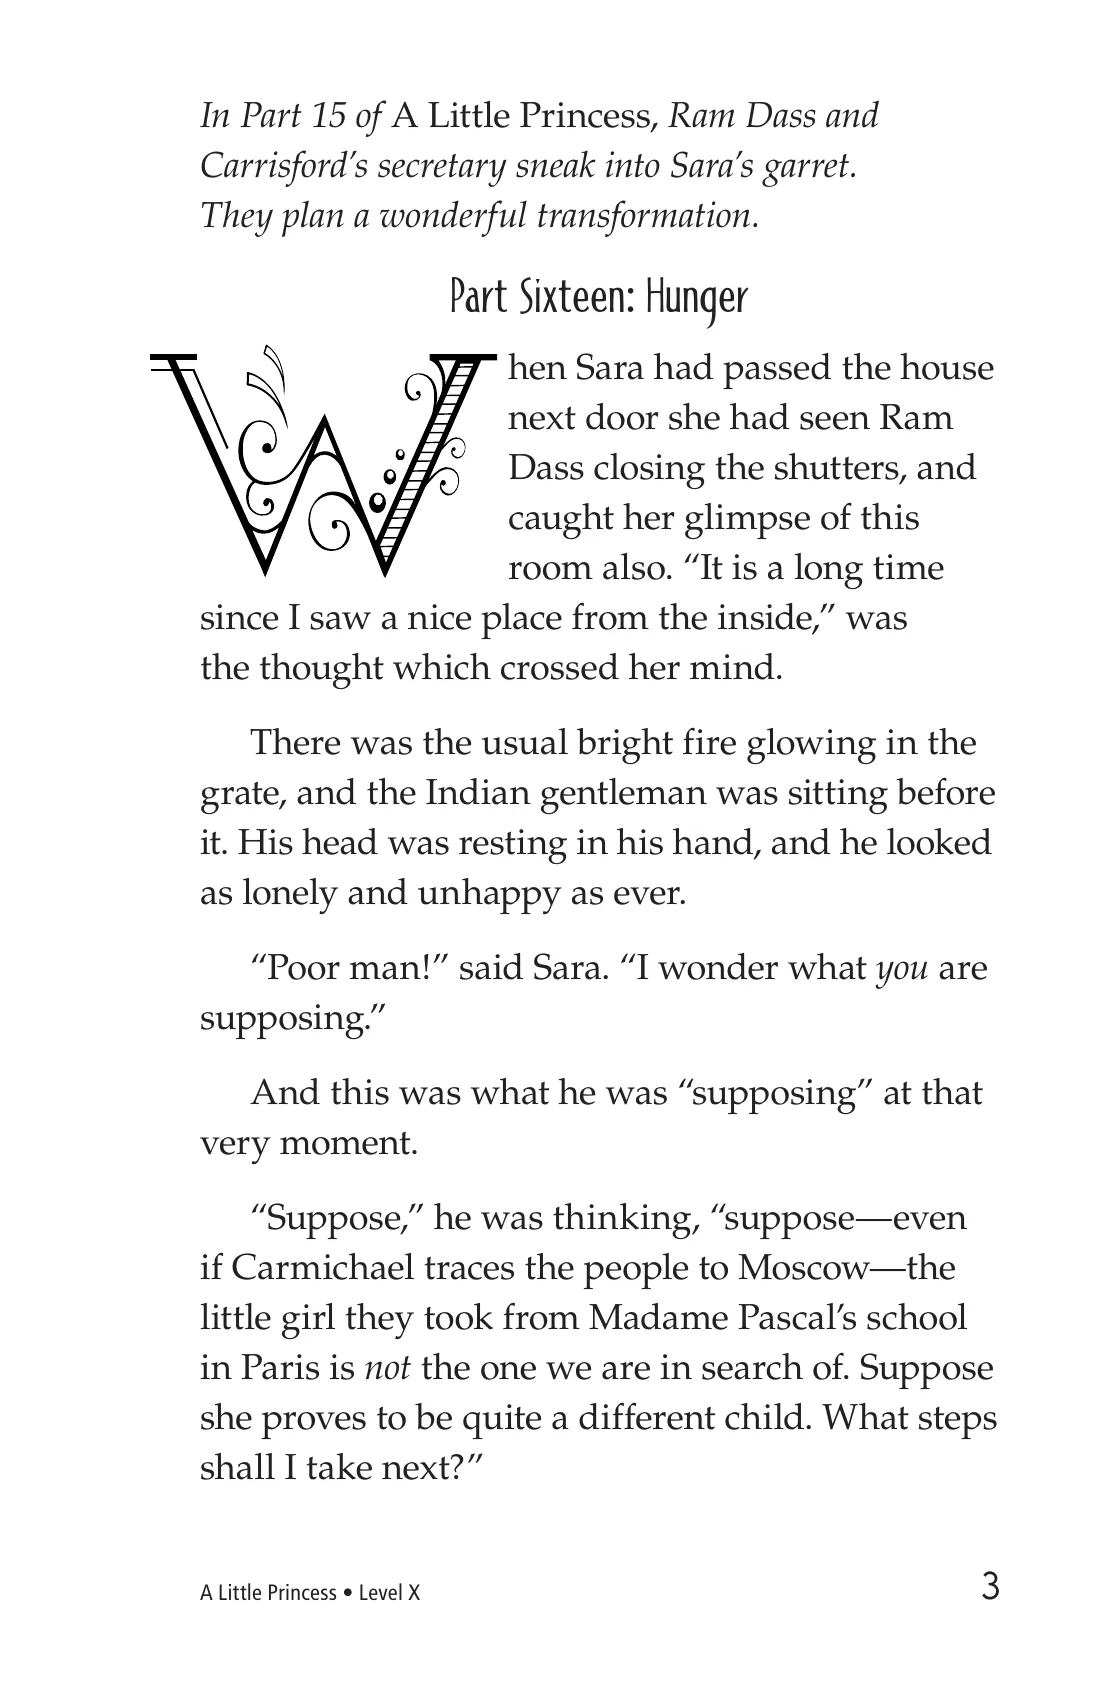 In Part 15 of A Little Princess, Ram Dass and
Carrisford’s secretary sneak into Sara’s garret.
They plan a wonderful transformation.
Part Sixteen: Hunger
When Sara had passed the house
next door she had seen Ram
Dass closing the shutters, and
caught her glimpse of this
room also. “It is a long time
since I saw a nice place from the inside,” was
the thought which crossed her mind.
There was the usual bright fire glowing in the
grate, and the Indian gentleman was sitting before
it. His head was resting in his hand, and he looked
as lonely and unhappy as ever.
“Poor man!” said Sara. “I wonder what you are
supposing.”
And this was what he was “supposing” at that
very moment.
“Suppose,” he was thinking, “suppose—even
if Carmichael traces the people to Moscow—the
little girl they took from Madame Pascal’s school
in Paris is not the one we are in search of. Suppose
she proves to be quite a different child. What steps
shall I take next?”
A Little Princess • Level X
3